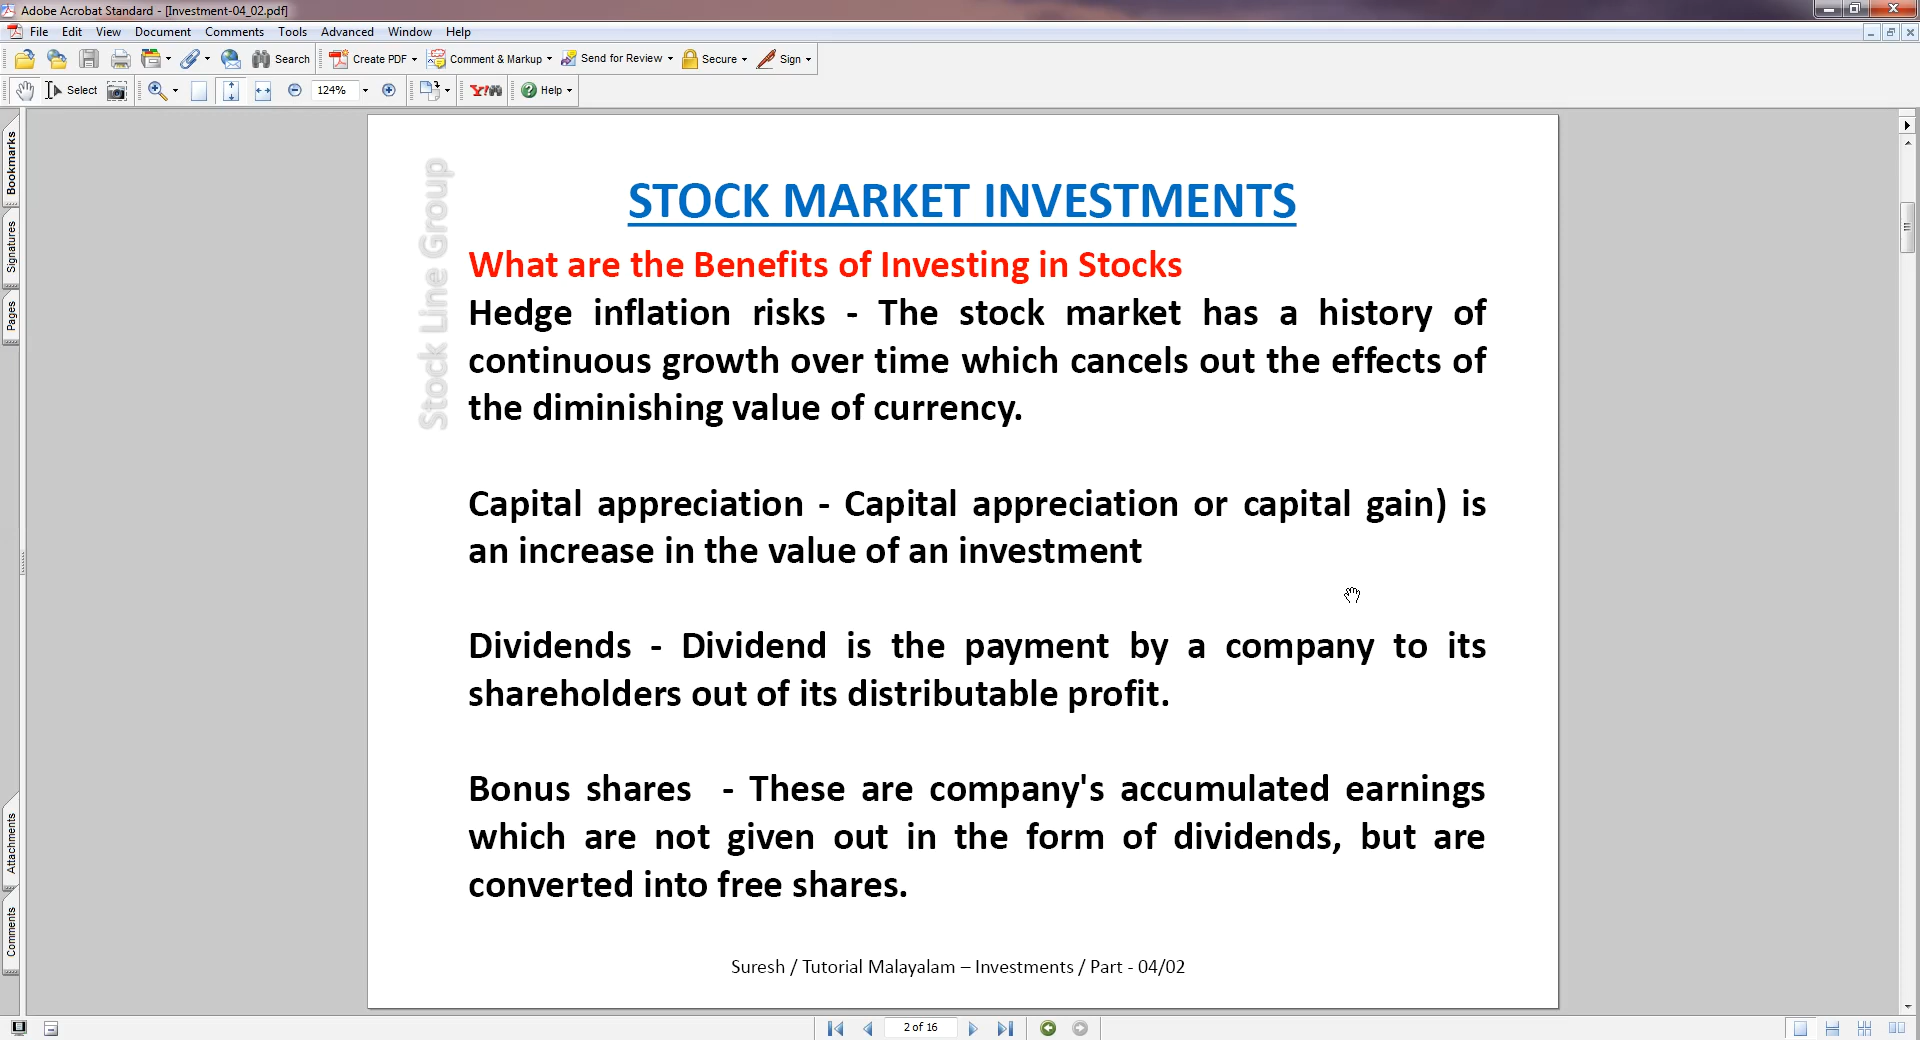 Adobe Acrobat Standard - [Investment-04_02.pdf]
File Edit View Document Comments Tools Advanced Window Help
Search Create PDF Comment & Markup Send for Review Secure Sign
Select 124% Y! Help
Bookmarks
Signatures
Pages
Attachments
Comments
Stock Line Group
STOCK MARKET INVESTMENTS
What are the Benefits of Investing in Stocks
Hedge inflation risks - The stock market has a history of
continuous growth over time which cancels out the effects of
the diminishing value of currency.
Capital appreciation - Capital appreciation or capital gain) is
an increase in the value of an investment
Dividends - Dividend is the payment by a company to its
shareholders out of its distributable profit.
Bonus shares - These are company's accumulated earnings
which are not given out in the form of dividends, but are
converted into free shares.
Suresh / Tutorial Malayalam – Investments / Part - 04/02
2 of 16